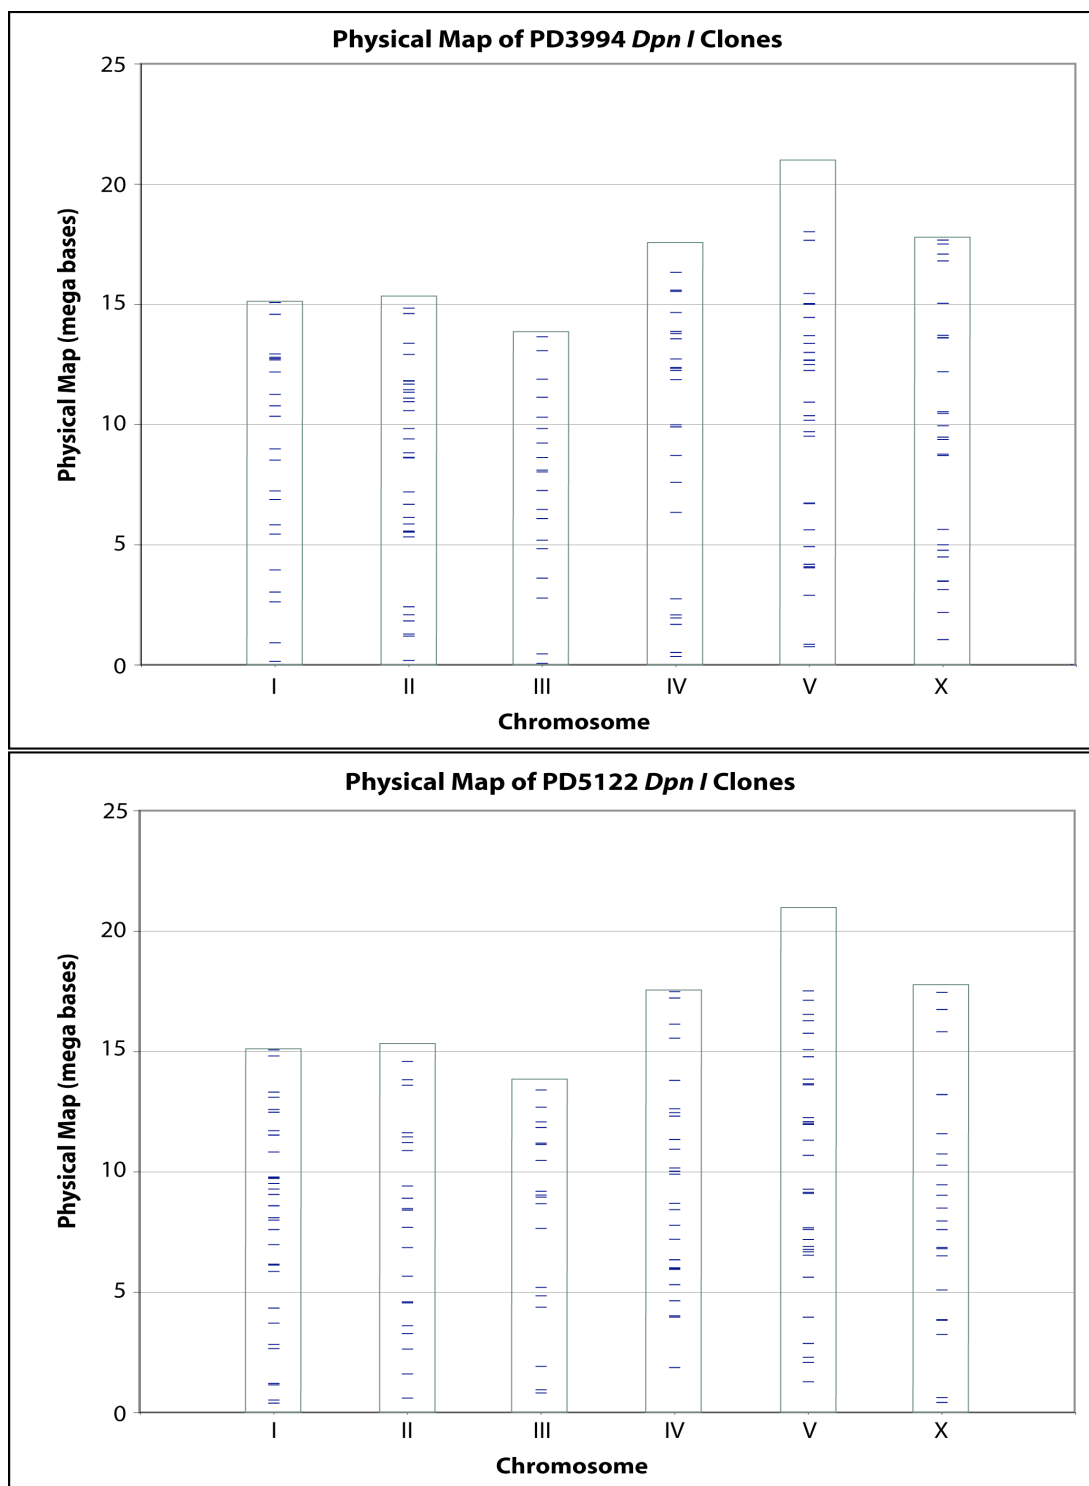 Physical Map of PD3994 Dpn I Clones
25
20
15
10
5
0
Physical Map (mega bases)
I II III IV V X
Chromosome
Physical Map of PD5122 Dpn I Clones
25
20
15
10
5
0
Physical Map (mega bases)
I II III IV V X
Chromosome